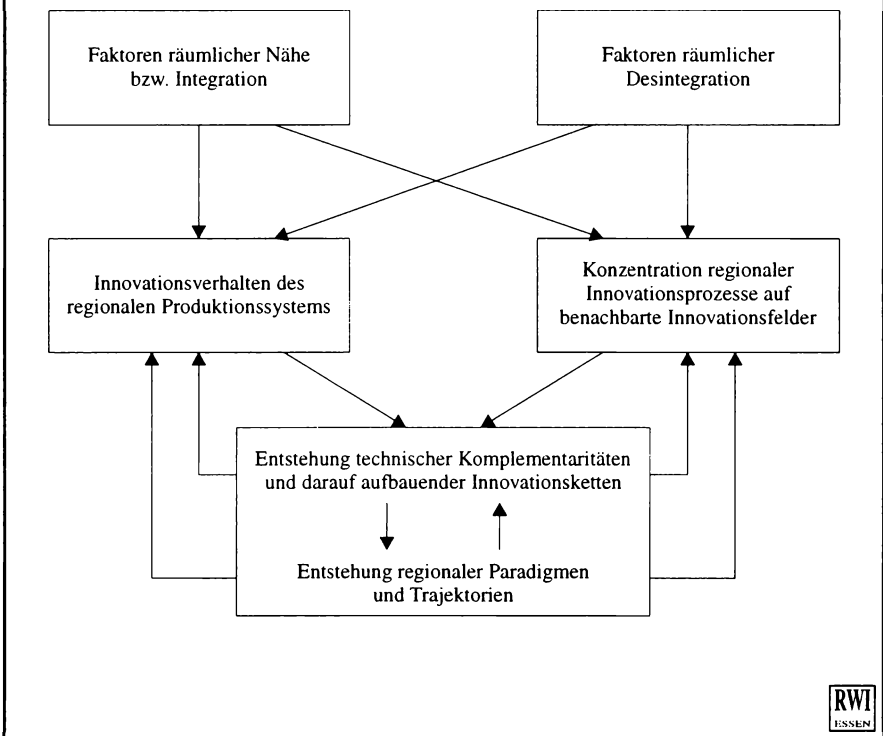 Faktoren räumlicher Nähe
bzw. Integration
Faktoren räumlicher
Desintegration
Innovationsverhalten des
regionalen Produktionssystems
Konzentration regionaler
Innovationsprozesse auf
benachbarte Innovationsfelder
Entstehung technischer Komplementaritäten
und darauf aufbauender Innovationsketten
Entstehung regionaler Paradigmen
und Trajektorien
RWI
ESSEN